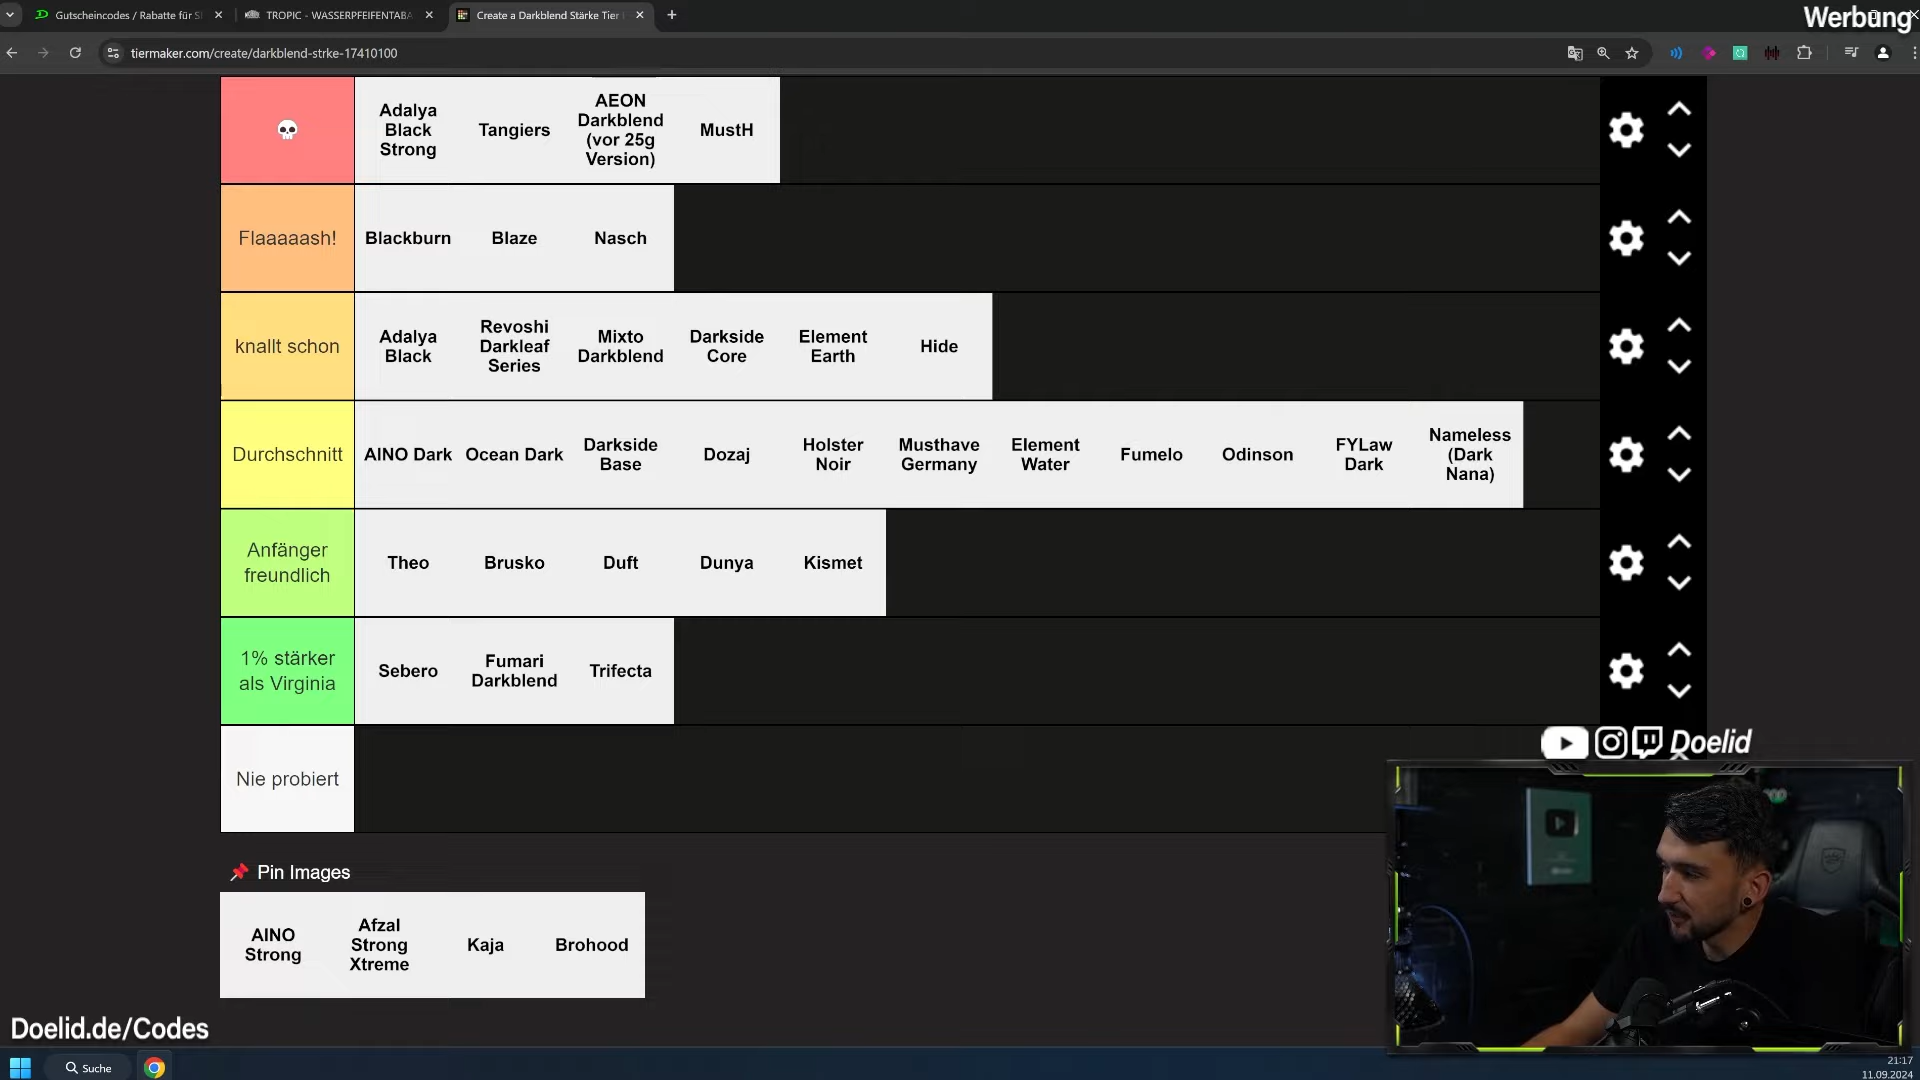 Gutscheincodes / Rabatte für S
TROPIC - WASSERPFEIFENTABA
Create a Darkblend Stärke Tier
Werbung
tiermaker.com/create/darkblend-strke-17410100
Adalya
Black
Strong
Tangiers
AEON
Darkblend
(vor 25g
Version)
MustH
Flaaaaash!
Blackburn
Blaze
Nasch
knallt schon
Adalya
Black
Revoshi
Darkleaf
Series
Mixto
Darkblend
Darkside
Core
Element
Earth
Hide
Durchschnitt
AINO Dark
Ocean Dark
Darkside
Base
Dozaj
Holster
Noir
Musthave
Germany
Element
Water
Fumelo
Odinson
FYLaw
Dark
Nameless
(Dark
Nana)
Anfänger
freundlich
Theo
Brusko
Duft
Dunya
Kismet
1% stärker
als Virginia
Sebero
Fumari
Darkblend
Trifecta
Nie probiert
Doelid
Pin Images
AINO
Strong
Afzal
Strong
Xtreme
Kaja
Brohood
Doelid.de/Codes
Suche
21:17
11.09.2024